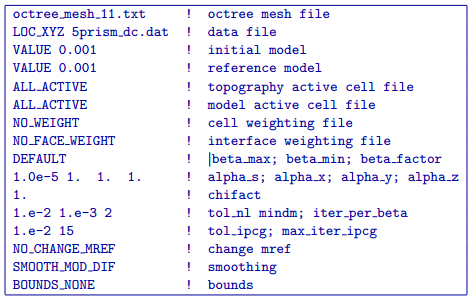 octree_mesh_11.txt ! octree mesh file
LOC_XYZ 5prism_dc.dat ! data file
VALUE 0.001 ! initial model
VALUE 0.001 ! reference model
ALL_ACTIVE ! topography active cell file
ALL_ACTIVE ! model active cell file
NO_WEIGHT ! cell weighting file
NO_FACE_WEIGHT ! interface weighting file
DEFAULT ! |beta_max; beta_min; beta_factor
1.0e-5 1. 1. 1. ! alpha_s; alpha_x; alpha_y; alpha_z
1. ! chifact
1.e-2 1.e-3 2 ! tol_nl mindm; iter_per_beta
1.e-2 15 ! tol_ipcg; max_iter_ipcg
NO_CHANGE_MREF ! change mref
SMOOTH_MOD_DIF ! smoothing
BOUNDS_NONE ! bounds